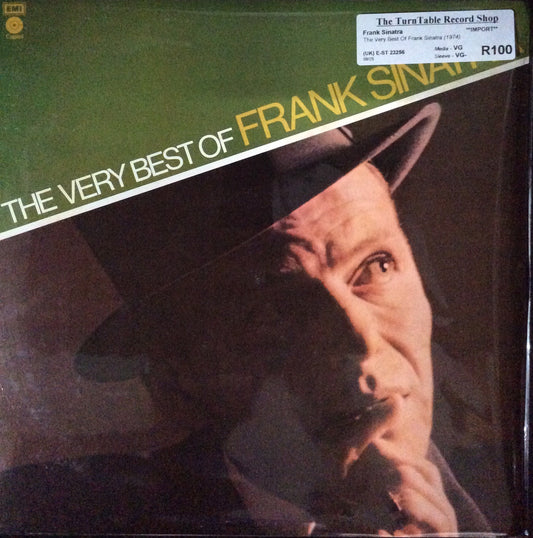 EMI
Capitol
The TurnTable Record Shop
Frank Sinatra **IMPORT**
The Very Best Of Frank Sinatra (1974)
(UK) E-ST 23256 Media - VG R100
Sleeve - VG-
THE VERY BEST OF FRANK SINATRA